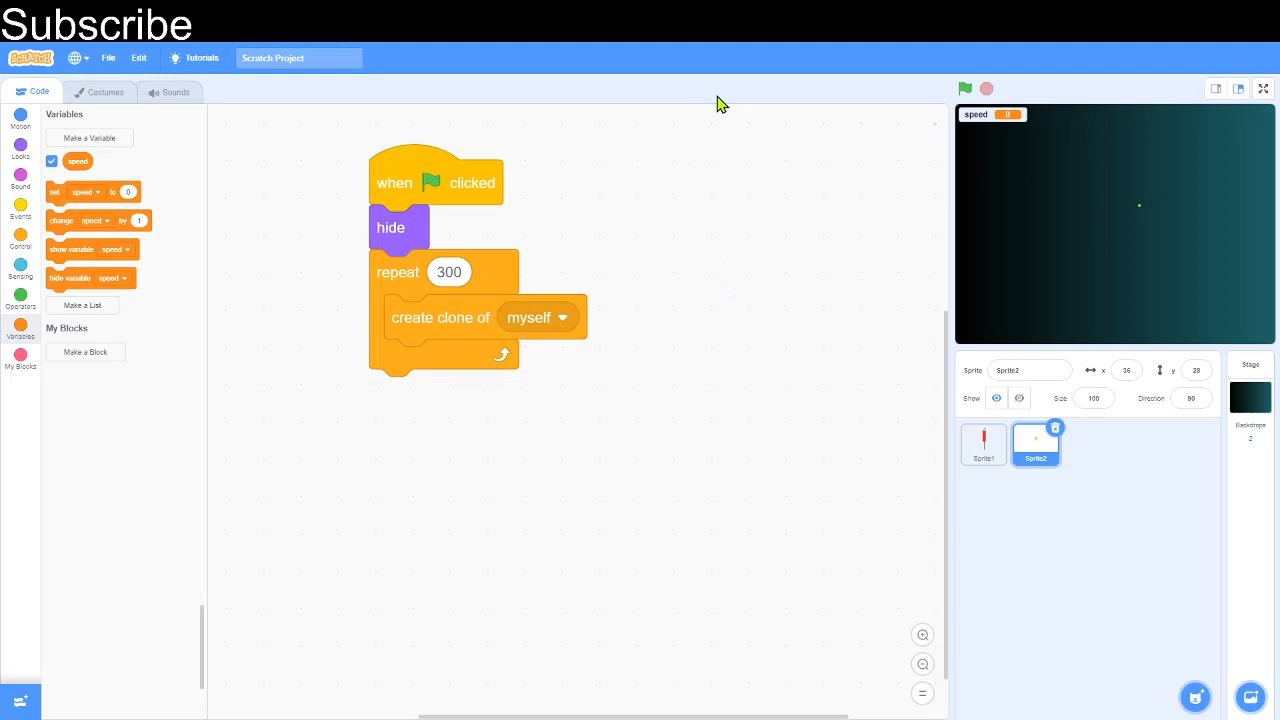 Subscribe
SCRATCH
File
Edit
Tutorials
Scratch Project
Code
Costumes
Sounds
Motion
Looks
Sound
Events
Control
Sensing
Operators
Variables
My Blocks
Variables
Make a Variable
speed
set speed to 0
change speed by 1
show variable speed
hide variable speed
Make a List
My Blocks
Make a Block
when clicked
hide
repeat 300
create clone of myself
speed 0
Sprite Sprite2 x 36 y 28
Show Size 100 Direction 90
Sprite1
Sprite2
Stage
Backdrops
2